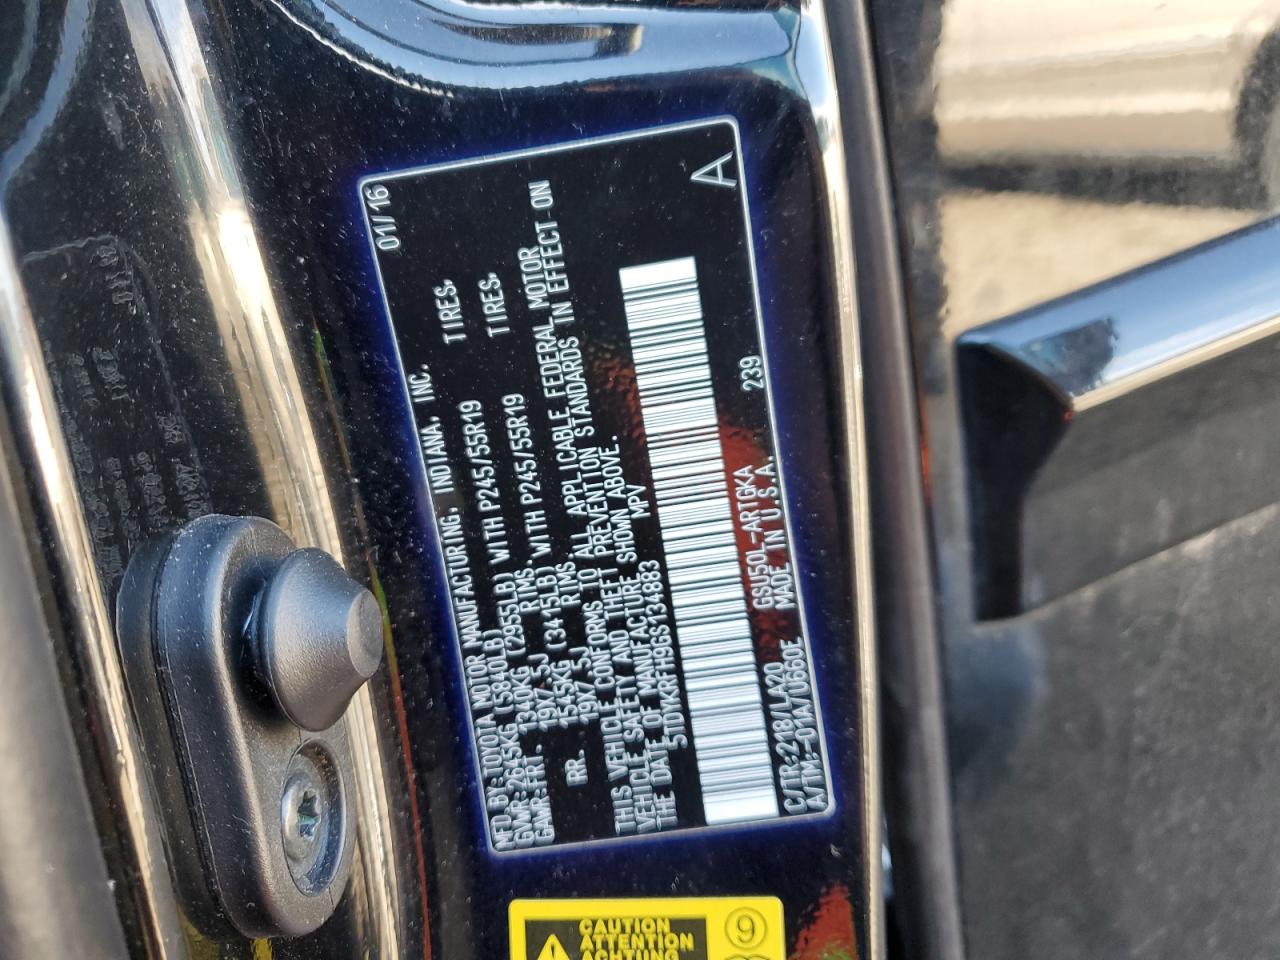 MFD. BY: TOYOTA MOTOR MANUFACTURING, INDIANA, INC. 01/16
GVWR: 2645KG (5840LB)
GAWR: FRT. 1340KG (2955LB) WITH P245/55R19 TIRES,
19X7.5J RIMS.
RR. 1545KG (3415LB) WITH P245/55R19 TIRES,
19X7.5J RIMS.
THIS VEHICLE CONFORMS TO ALL APPLICABLE FEDERAL MOTOR
VEHICLE SAFETY AND THEFT PREVENTION STANDARDS IN EFFECT ON
THE DATE OF MANUFACTURE SHOWN ABOVE.
5TDYKRFH9GS134883 MPV
A
C/TR: 218/LA20 GSU50L-ARTGKA 239
A/TM: -01A/U660E MADE IN U.S.A.
CAUTION
ATTENTION
ACHTUNG
9